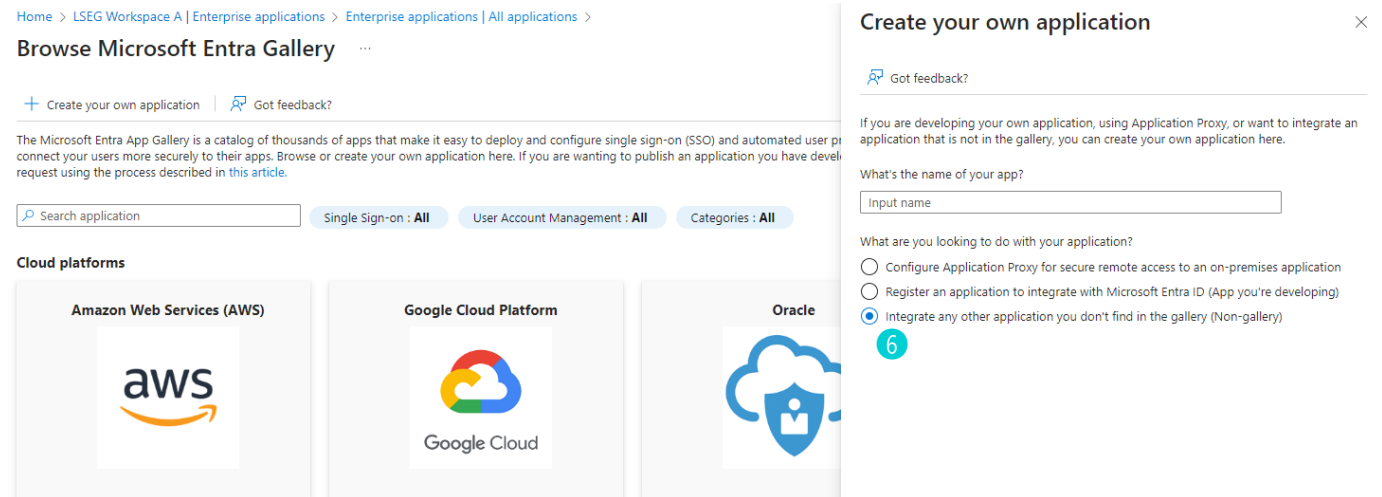 Home > LSEG Workspace A | Enterprise applications > Enterprise applications | All applications >
Browse Microsoft Entra Gallery ...
Create your own application
Got feedback?
The Microsoft Entra App Gallery is a catalog of thousands of apps that make it easy to deploy and configure single sign-on (SSO) and automated user
connect your users more securely to their apps. Browse or create your own application here. If you are wanting to publish an application you have
request using the process described in this article.
Search application
Single Sign-on : All
User Account Management : All
Categories : All
Cloud platforms
Amazon Web Services (AWS)
aws
Google Cloud Platform
Google Cloud
Oracle
Create your own application
Got feedback?
If you are developing your own application, using Application Proxy, or want to integrate an
application that is not in the gallery, you can create your own application here.
What's the name of your app?
Input name
What are you looking to do with your application?
Configure Application Proxy for secure remote access to an on-premises application
Register an application to integrate with Microsoft Entra ID (App you're developing)
Integrate any other application you don't find in the gallery (Non-gallery)
6